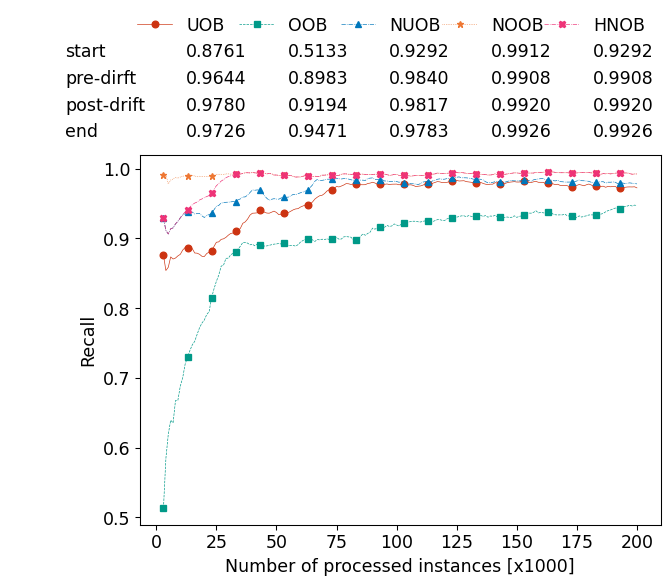 UOB OOB NUOB NOOB HNOB
start 0.8761 0.5133 0.9292 0.9912 0.9292
pre-dirft 0.9644 0.8983 0.9840 0.9908 0.9908
post-drift 0.9780 0.9194 0.9817 0.9920 0.9920
end 0.9726 0.9471 0.9783 0.9926 0.9926
1.0
0.9
0.8
0.7
0.6
0.5
Recall
0 25 50 75 100 125 150 175 200
Number of processed instances [x1000]